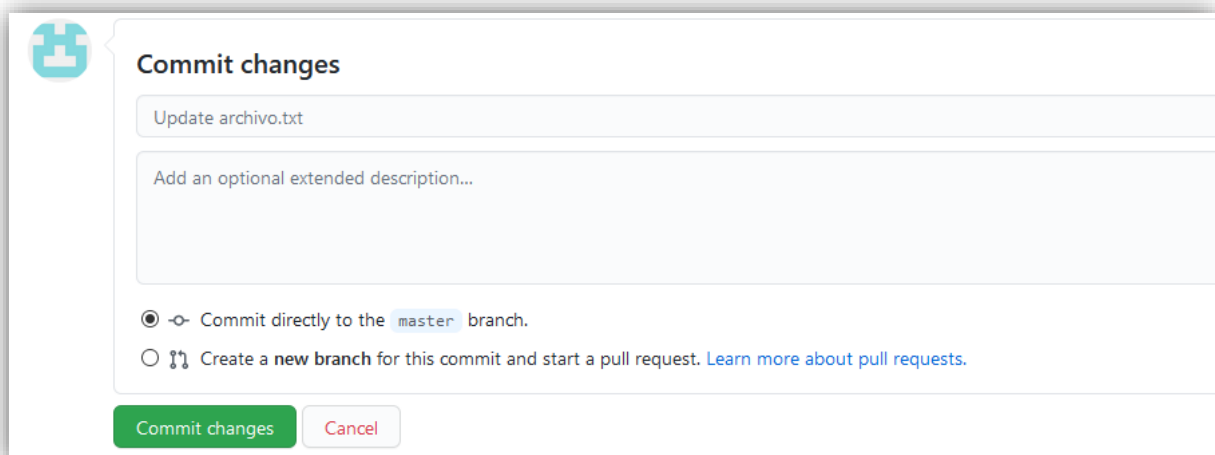 Commit changes
Update archivo.txt
Add an optional extended description...
Commit directly to the master branch.
Create a new branch for this commit and start a pull request. Learn more about pull requests.
Commit changes Cancel